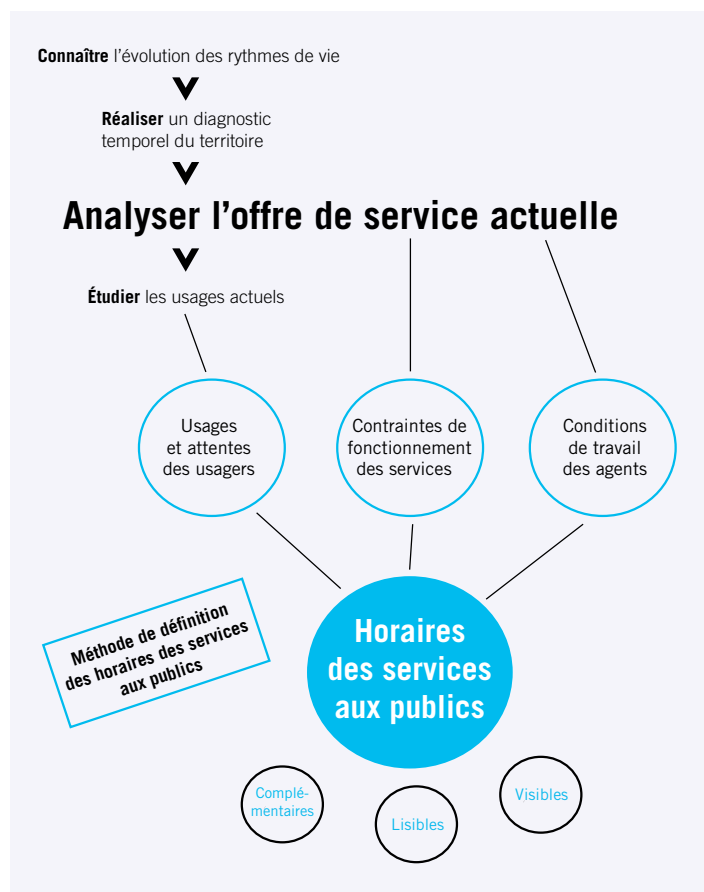 Connaître l’évolution des rythmes de vie
Réaliser un diagnostic
temporel du territoire
Analyser l’offre de service actuelle
Étudier les usages actuels
Usages
et attentes
des usagers
Contraintes de
fonctionnement
des services
Conditions
de travail
des agents
Méthode de définition
des horaires des services
aux publics
Horaires
des services
aux publics
Complé-
mentaires
Lisibles
Visibles